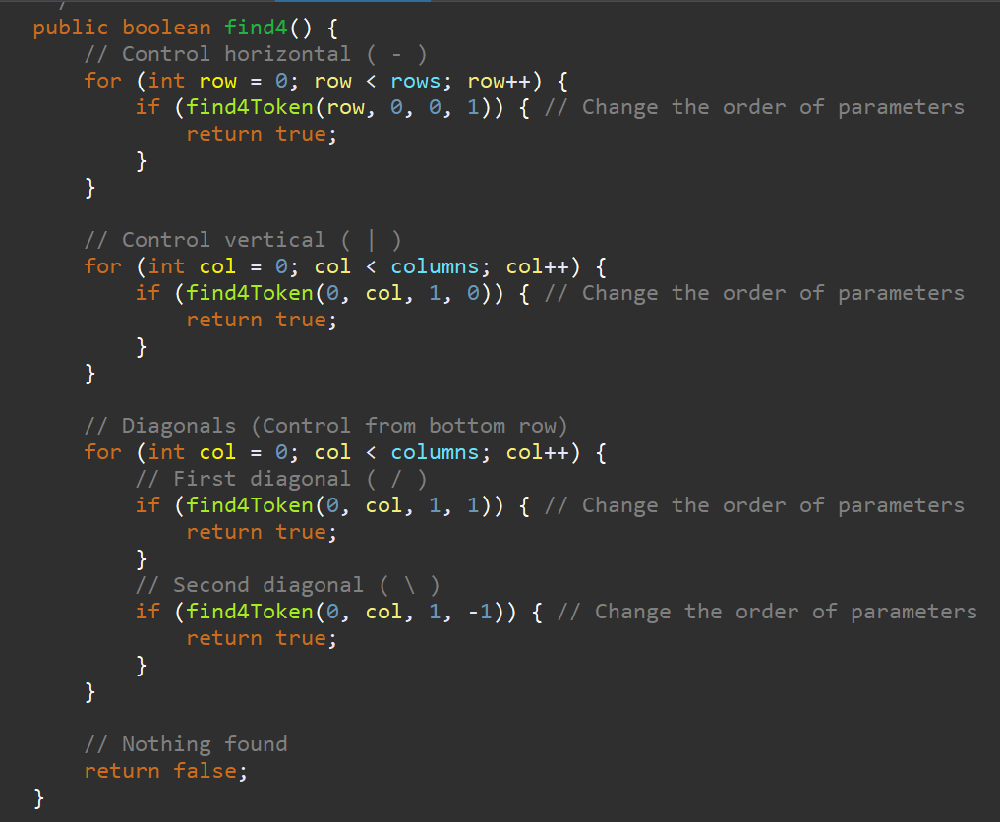 /
public boolean find4() {
    // Control horizontal ( - )
    for (int row = 0; row < rows; row++) {
        if (find4Token(row, 0, 0, 1)) { // Change the order of parameters
            return true;
        }
    }

    // Control vertical ( | )
    for (int col = 0; col < columns; col++) {
        if (find4Token(0, col, 1, 0)) { // Change the order of parameters
            return true;
        }
    }

    // Diagonals (Control from bottom row)
    for (int col = 0; col < columns; col++) {
        // First diagonal ( / )
        if (find4Token(0, col, 1, 1)) { // Change the order of parameters
            return true;
        }
        // Second diagonal ( \ )
        if (find4Token(0, col, 1, -1)) { // Change the order of parameters
            return true;
        }
    }

    // Nothing found
    return false;
}